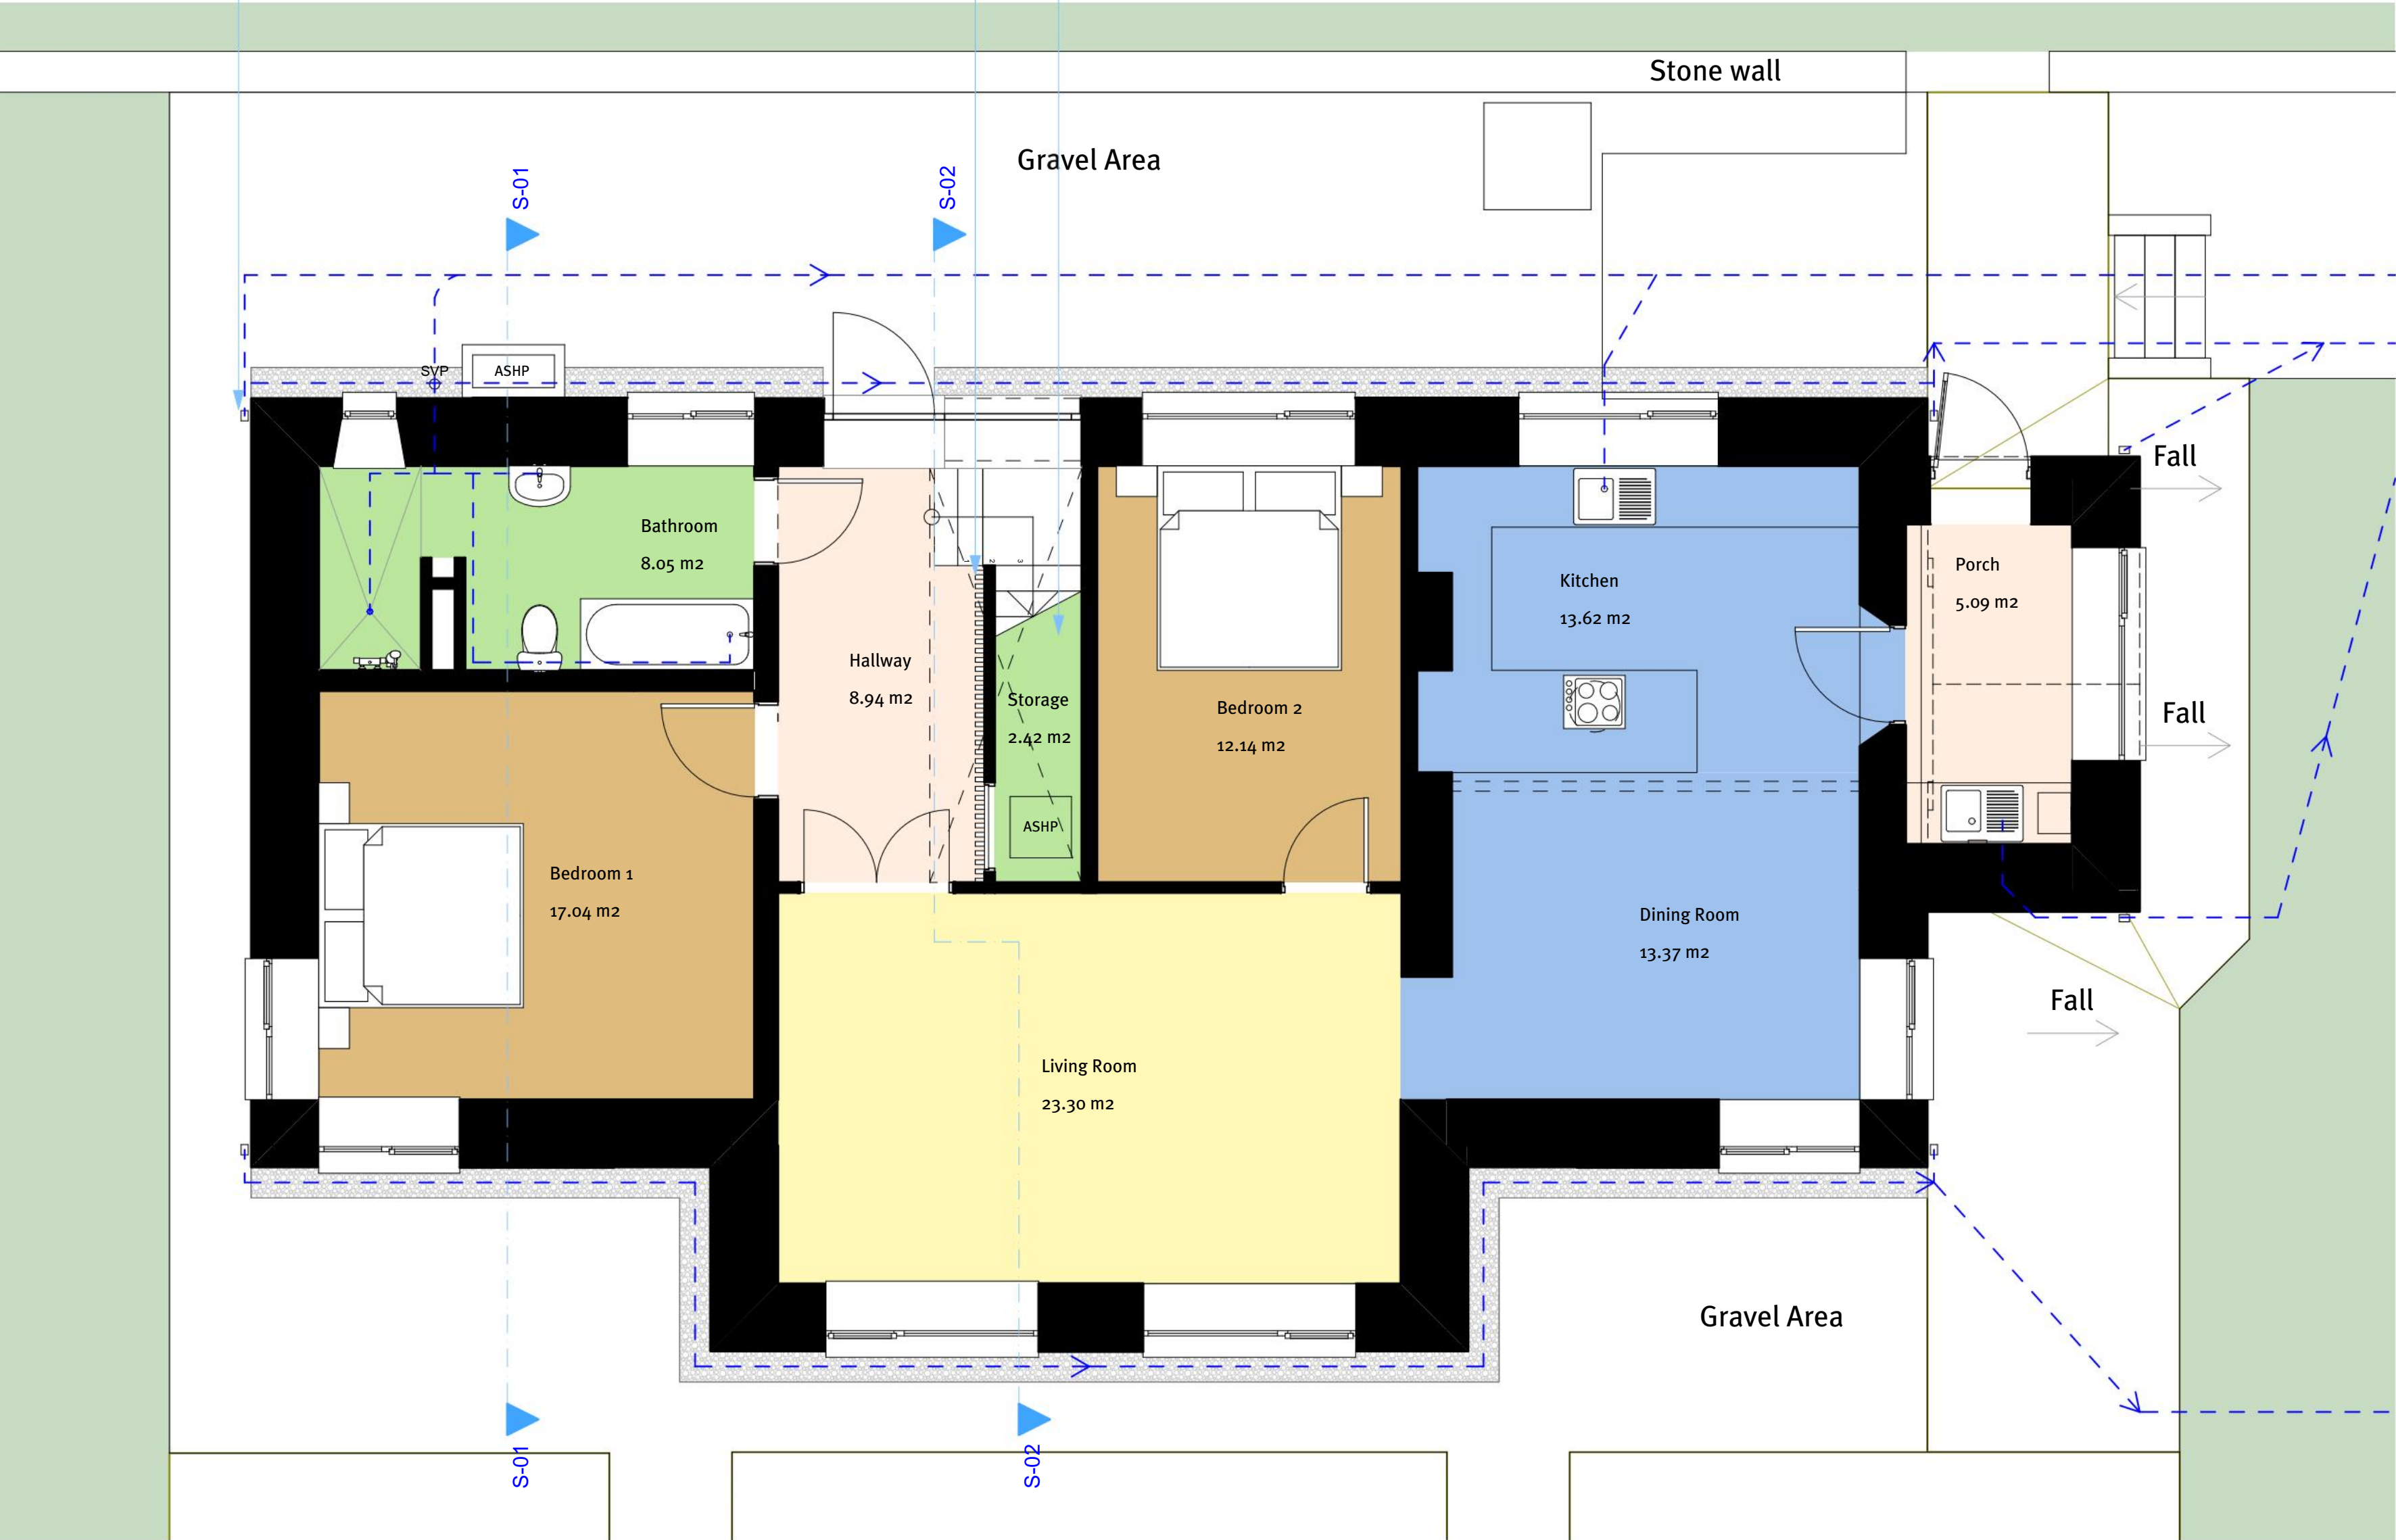 Stone wall
Gravel Area
S-01
S-02
SVP
ASHP
Fall
Bathroom
8.05 m2
Porch
5.09 m2
Kitchen
13.62 m2
Hallway
8.94 m2
Storage
2.42 m2
Bedroom 2
12.14 m2
Fall
ASHP
Bedroom 1
17.04 m2
Dining Room
13.37 m2
Fall
Living Room
23.30 m2
Gravel Area
S-01
S-02